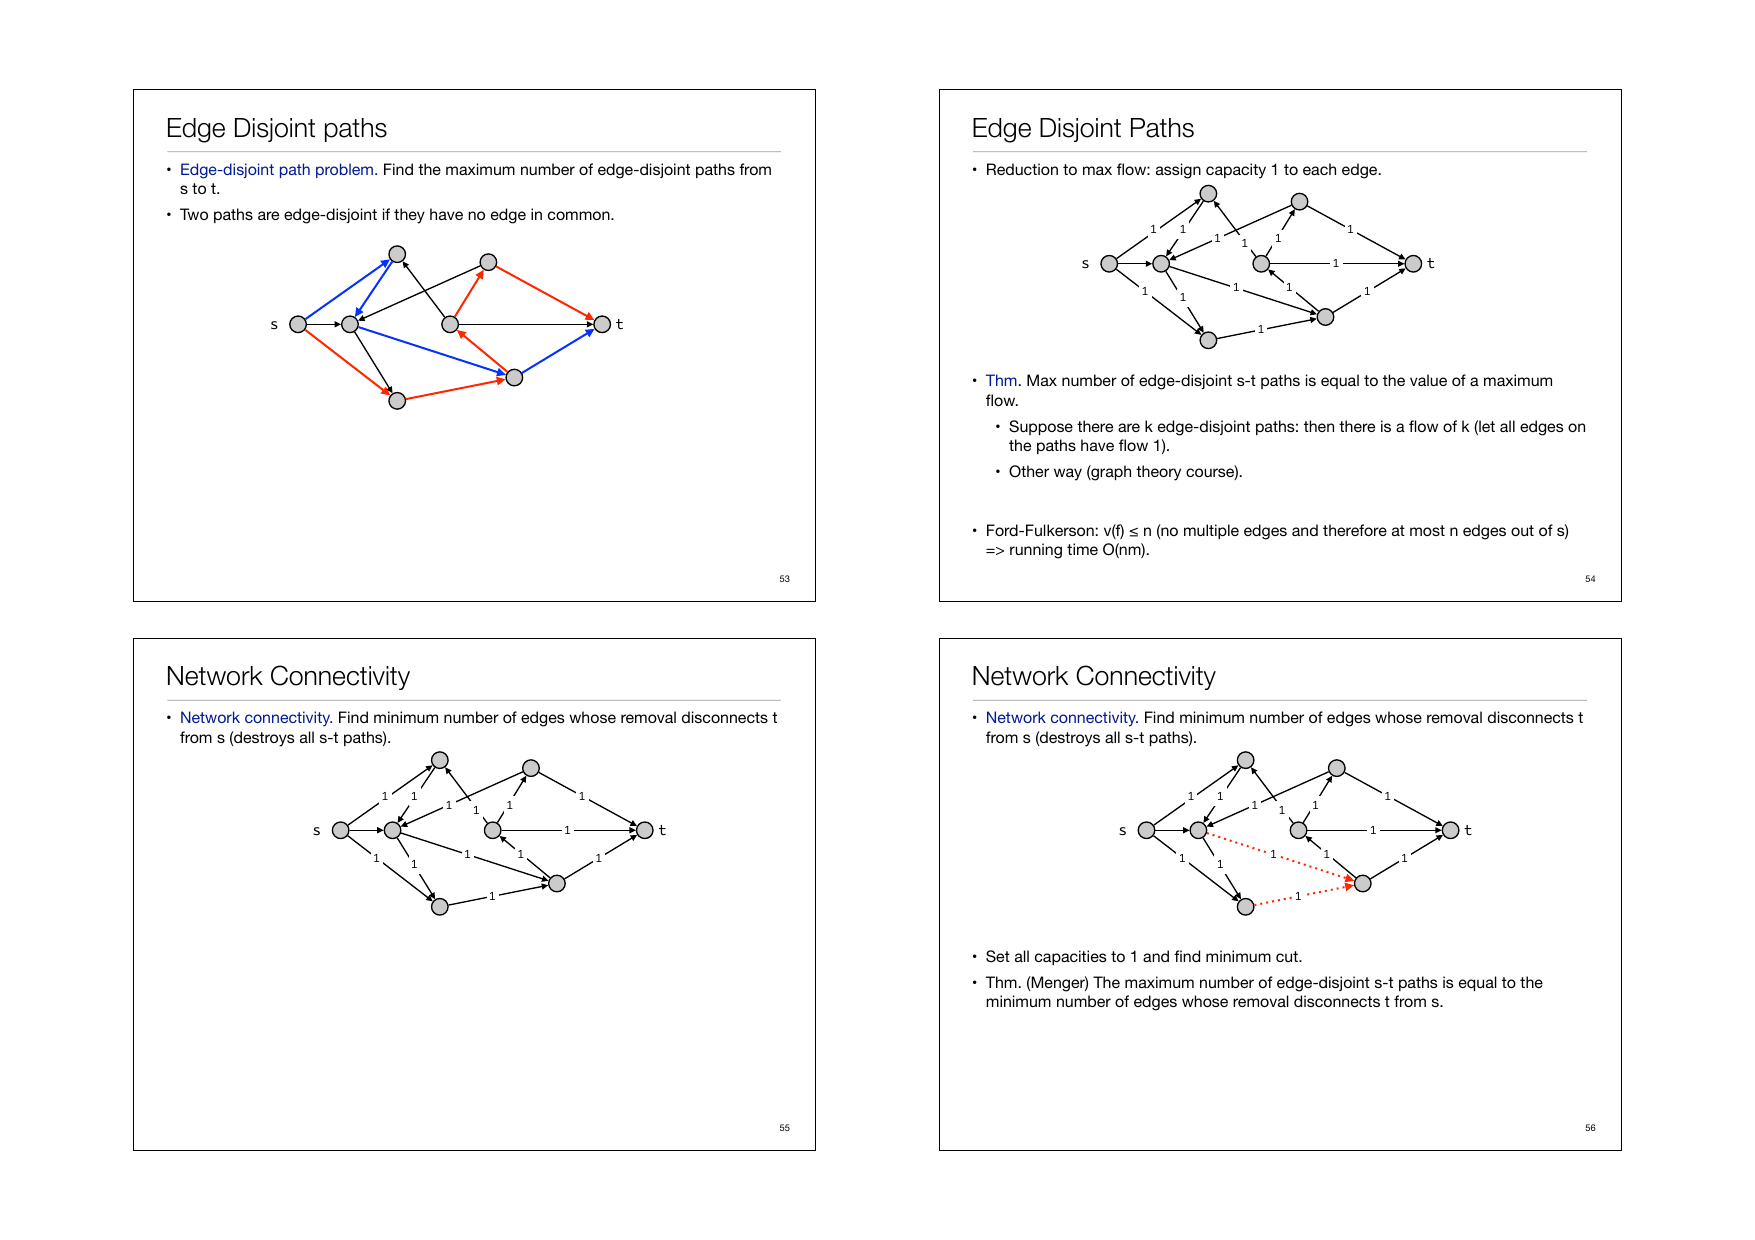 Edge Disjoint paths
• Edge-disjoint path problem. Find the maximum number of edge-disjoint paths from
s to t.
• Two paths are edge-disjoint if they have no edge in common.
s
t
53
Edge Disjoint Paths
• Reduction to max flow: assign capacity 1 to each edge.
1 1 1 1 1 1
s 1 t
1 1 1 1 1
1
• Thm. Max number of edge-disjoint s-t paths is equal to the value of a maximum
flow.
• Suppose there are k edge-disjoint paths: then there is a flow of k (let all edges on
the paths have flow 1).
• Other way (graph theory course).
• Ford-Fulkerson: v(f) ≤ n (no multiple edges and therefore at most n edges out of s)
=> running time O(nm).
54
Network Connectivity
• Network connectivity. Find minimum number of edges whose removal disconnects t
from s (destroys all s-t paths).
1 1 1 1 1 1
s 1 t
1 1 1 1 1
1
55
Network Connectivity
• Network connectivity. Find minimum number of edges whose removal disconnects t
from s (destroys all s-t paths).
1 1 1 1 1 1
s 1 t
1 1 1 1 1
1
• Set all capacities to 1 and find minimum cut.
• Thm. (Menger) The maximum number of edge-disjoint s-t paths is equal to the
minimum number of edges whose removal disconnects t from s.
56